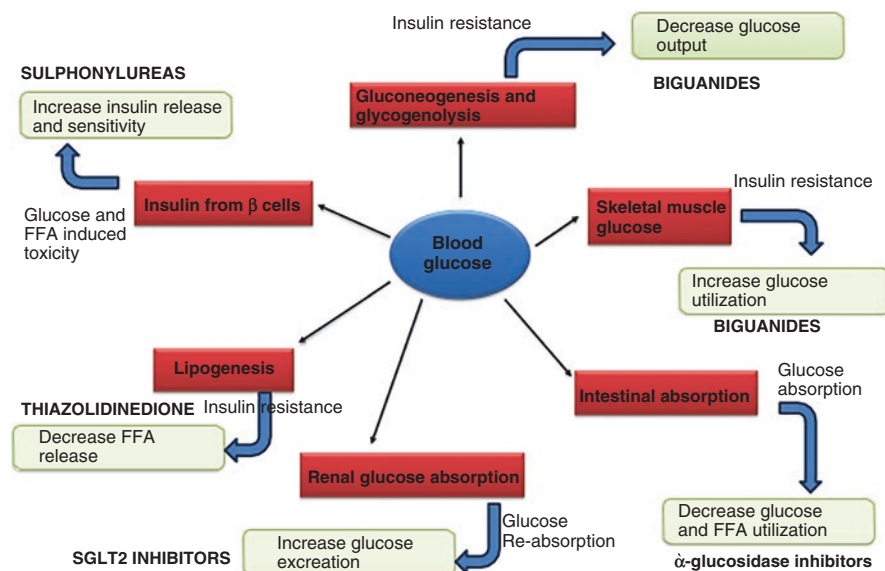 Insulin resistance
Decrease glucose
output
BIGUANIDES
SULPHONYLUREAS
Increase insulin release
and sensitivity
Gluconeogenesis and
glycogenolysis
Insulin from β cells
Glucose and
FFA induced
toxicity
Blood
glucose
Skeletal muscle
glucose
Insulin resistance
Increase glucose
utilization
BIGUANIDES
Lipogenesis
THIAZOLIDINEDIONE
Insulin resistance
Decrease FFA
release
Intestinal absorption
Glucose
absorption
Decrease glucose
and FFA utilization
ὰ-glucosidase inhibitors
Renal glucose absorption
Glucose
Re-absorption
SGLT2 INHIBITORS
Increase glucose
excreation